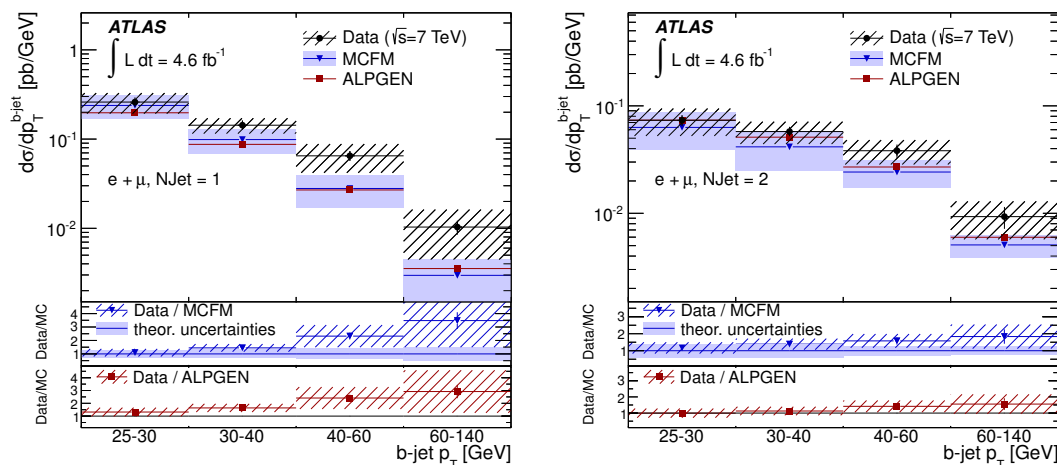 ATLAS
∫ L dt = 4.6 fb⁻¹
Data (√s=7 TeV)
MCFM
ALPGEN
e + μ, NJet = 1
dσ/dp_T^b-jet [pb/GeV]
1
10⁻¹
10⁻²
Data / MCFM
theor. uncertainties
Data/MC
4
3
2
1
Data / ALPGEN
Data/MC
4
3
2
1
25-30 30-40 40-60 60-140
b-jet p_T [GeV]
ATLAS
∫ L dt = 4.6 fb⁻¹
Data (√s=7 TeV)
MCFM
ALPGEN
e + μ, NJet = 2
dσ/dp_T^b-jet [pb/GeV]
10⁻¹
10⁻²
Data / MCFM
theor. uncertainties
Data/MC
3
2
1
Data / ALPGEN
Data/MC
3
2
1
25-30 30-40 40-60 60-140
b-jet p_T [GeV]